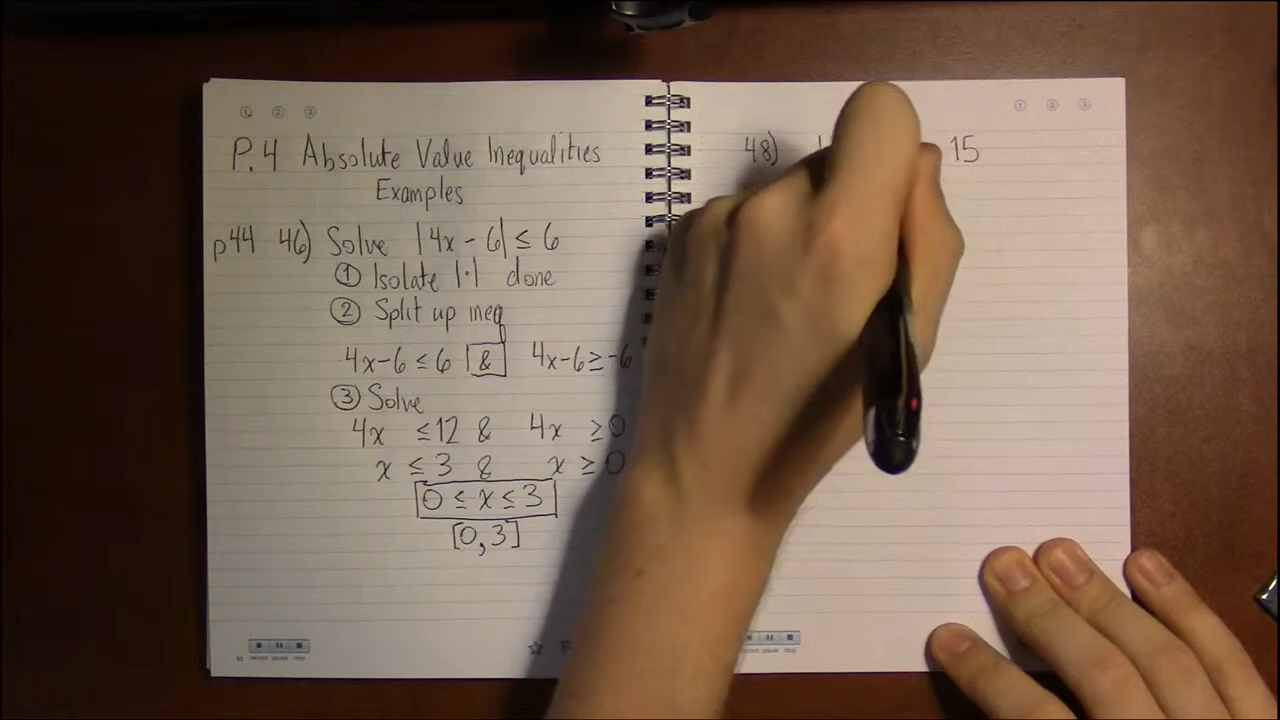 P.4 Absolute Value Inequalities
Examples
p44 46) Solve |4x - 6| ≤ 6
① Isolate |·| done
② Split up ineq
4x-6 ≤ 6 & 4x-6 ≥ -6
③ Solve
4x ≤ 12 & 4x ≥ 0
x ≤ 3 & x ≥ 0
0 ≤ x ≤ 3
[0,3]
48) 15